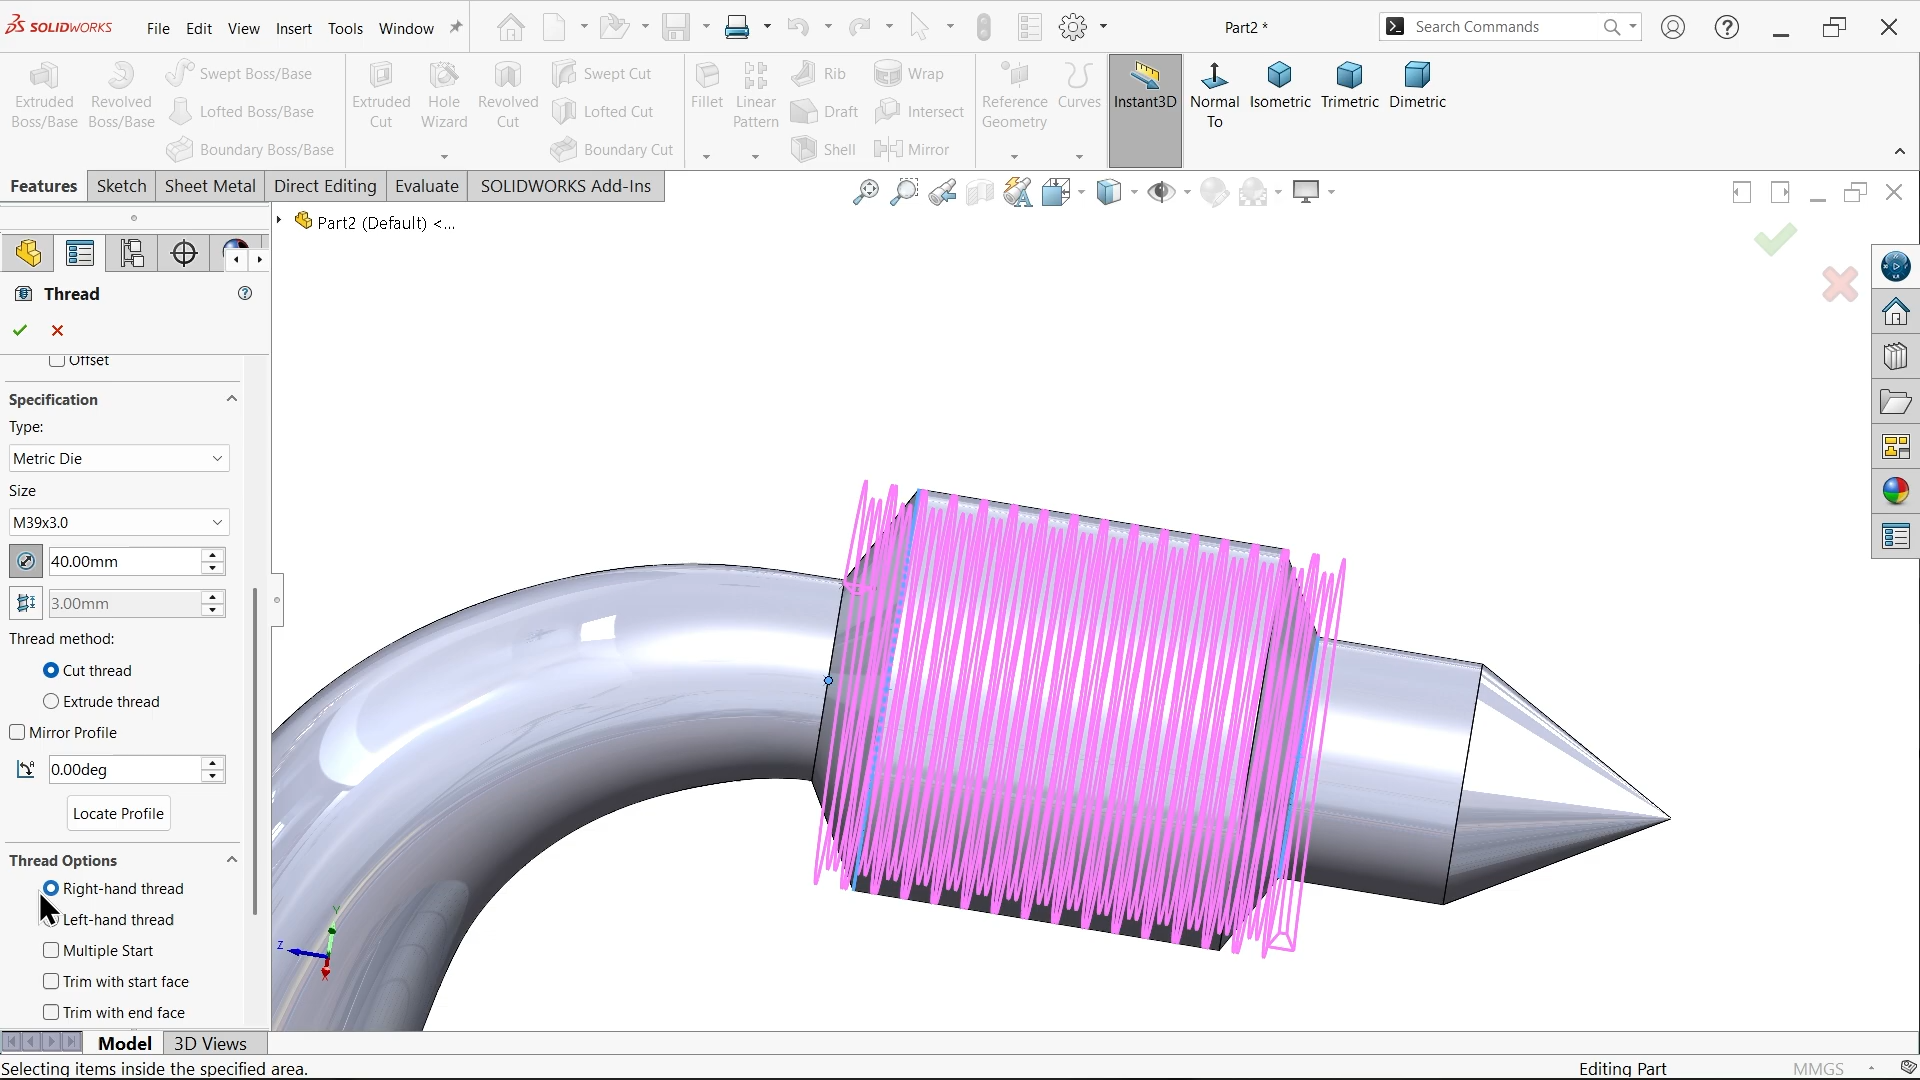 SOLIDWORKS File Edit View Insert Tools Window
Part2 *
Search Commands
Extruded Boss/Base
Revolved Boss/Base
Swept Boss/Base
Lofted Boss/Base
Boundary Boss/Base
Extruded Cut
Hole Wizard
Revolved Cut
Swept Cut
Lofted Cut
Boundary Cut
Fillet
Linear Pattern
Rib
Draft
Shell
Wrap
Intersect
Mirror
Reference Geometry
Curves
Instant3D
Normal To
Isometric
Trimetric
Dimetric
Features Sketch Sheet Metal Direct Editing Evaluate SOLIDWORKS Add-Ins
Part2 (Default) <...
Thread
Offset
Specification
Type:
Metric Die
Size
M39x3.0
40.00mm
3.00mm
Thread method:
Cut thread
Extrude thread
Mirror Profile
0.00deg
Locate Profile
Thread Options
Right-hand thread
Left-hand thread
Multiple Start
Trim with start face
Trim with end face
Y
Z
X
Model 3D Views
Selecting items inside the specified area.
Editing Part
MMGS